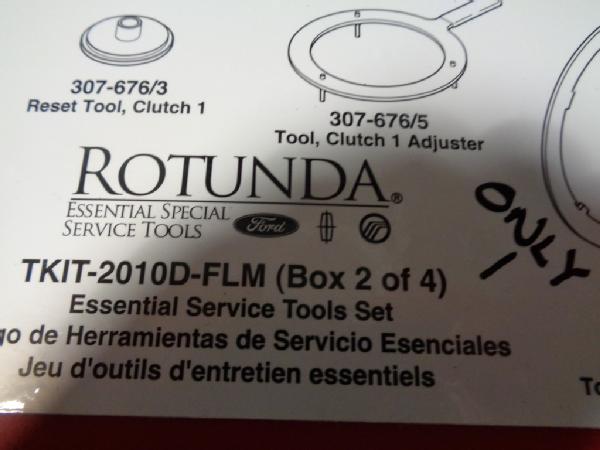 307-676/3
Reset Tool, Clutch 1
307-676/5
Tool, Clutch 1 Adjuster
ROTUNDA®
ESSENTIAL SPECIAL
SERVICE TOOLS
Ford
ONLY
1
TKIT-2010D-FLM (Box 2 of 4)
Essential Service Tools Set
go de Herramientas de Servicio Esenciales
Jeu d'outils d'entretien essentiels
To